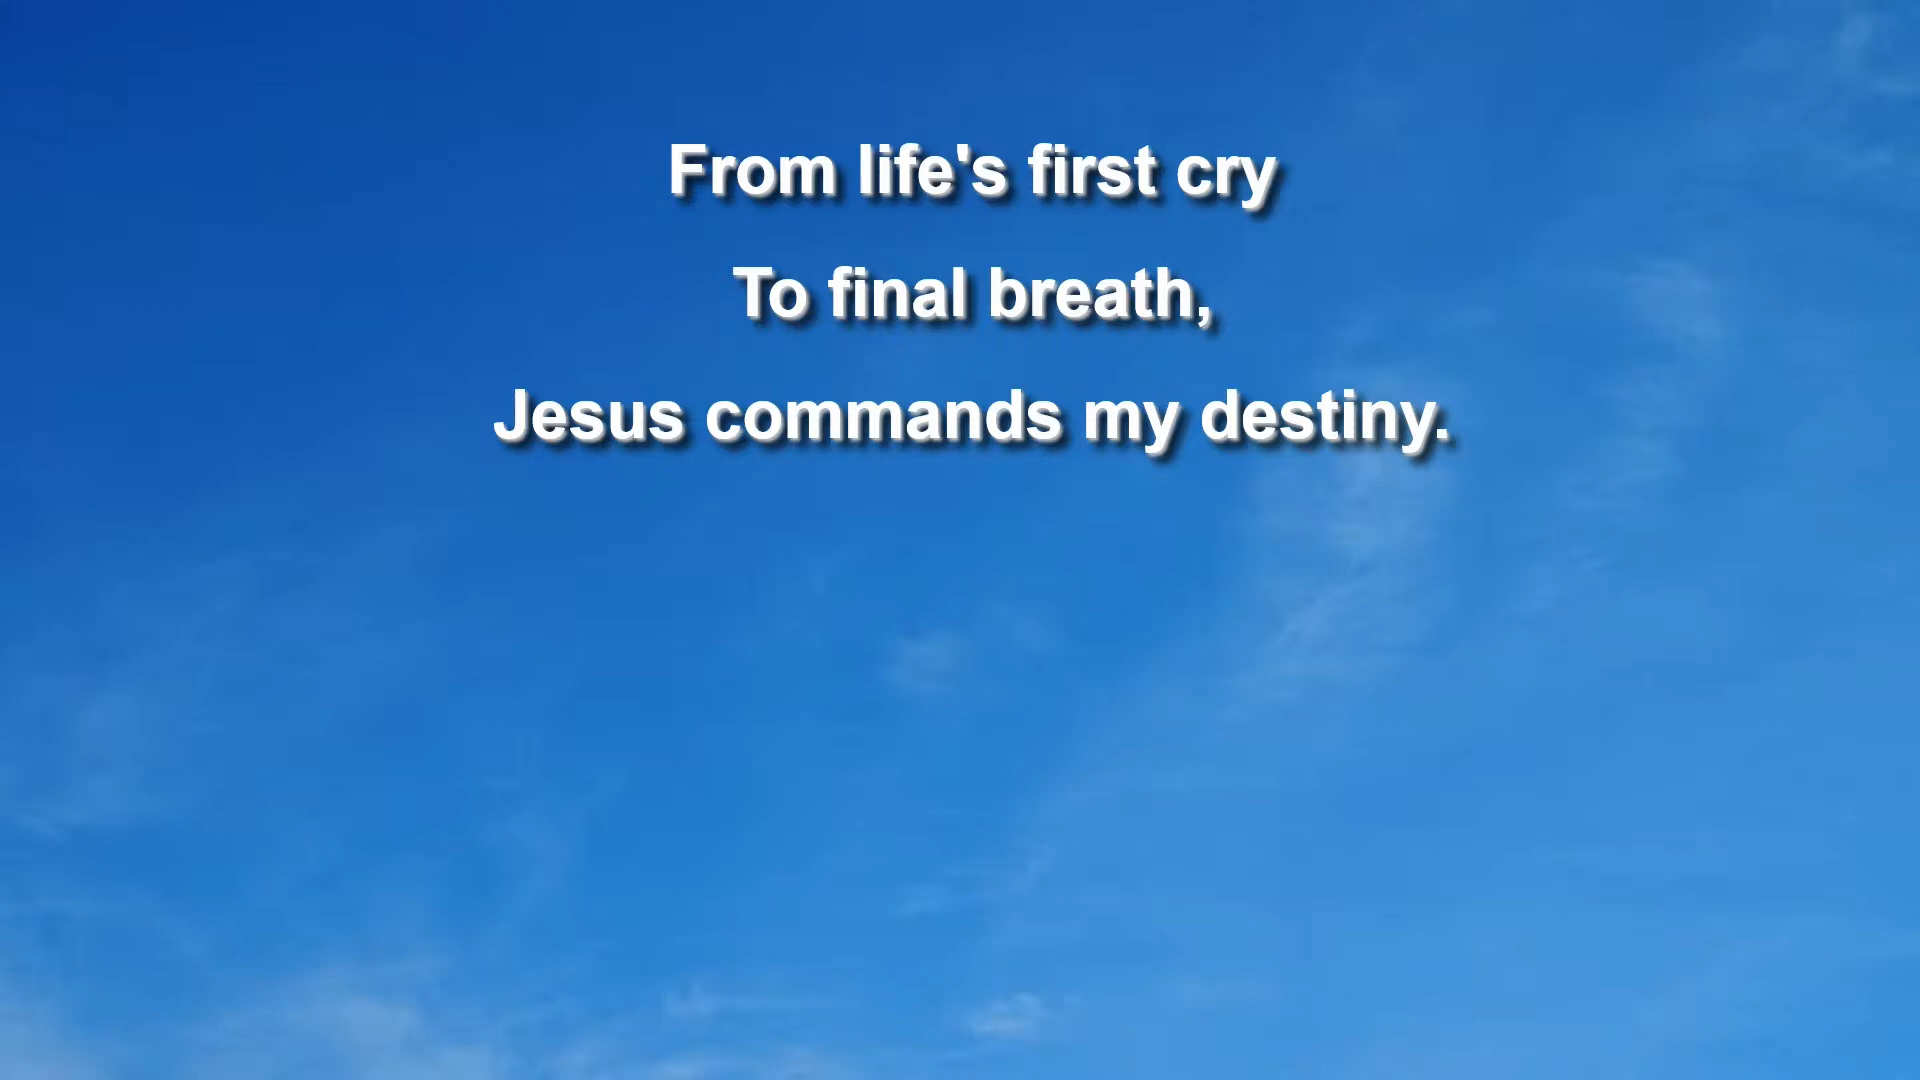 From life's first cry
To final breath,
Jesus commands my destiny.